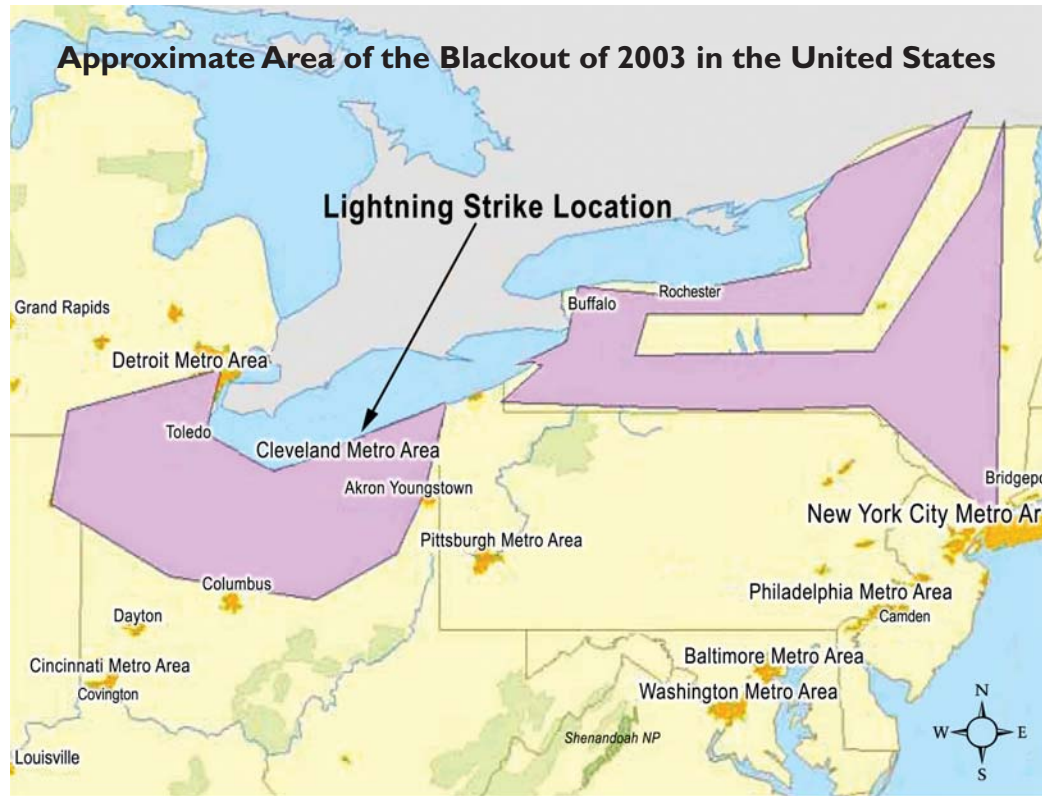 Approximate Area of the Blackout of 2003 in the United States
Lightning Strike Location
Grand Rapids
Buffalo
Rochester
Detroit Metro Area
Toledo
Cleveland Metro Area
Akron Youngstown
Bridgepo
New York City Metro Ar
Pittsburgh Metro Area
Columbus
Philadelphia Metro Area
Camden
Dayton
Baltimore Metro Area
Cincinnati Metro Area
Covington
Washington Metro Area
N
W
E
S
Shenandoah NP
Louisville